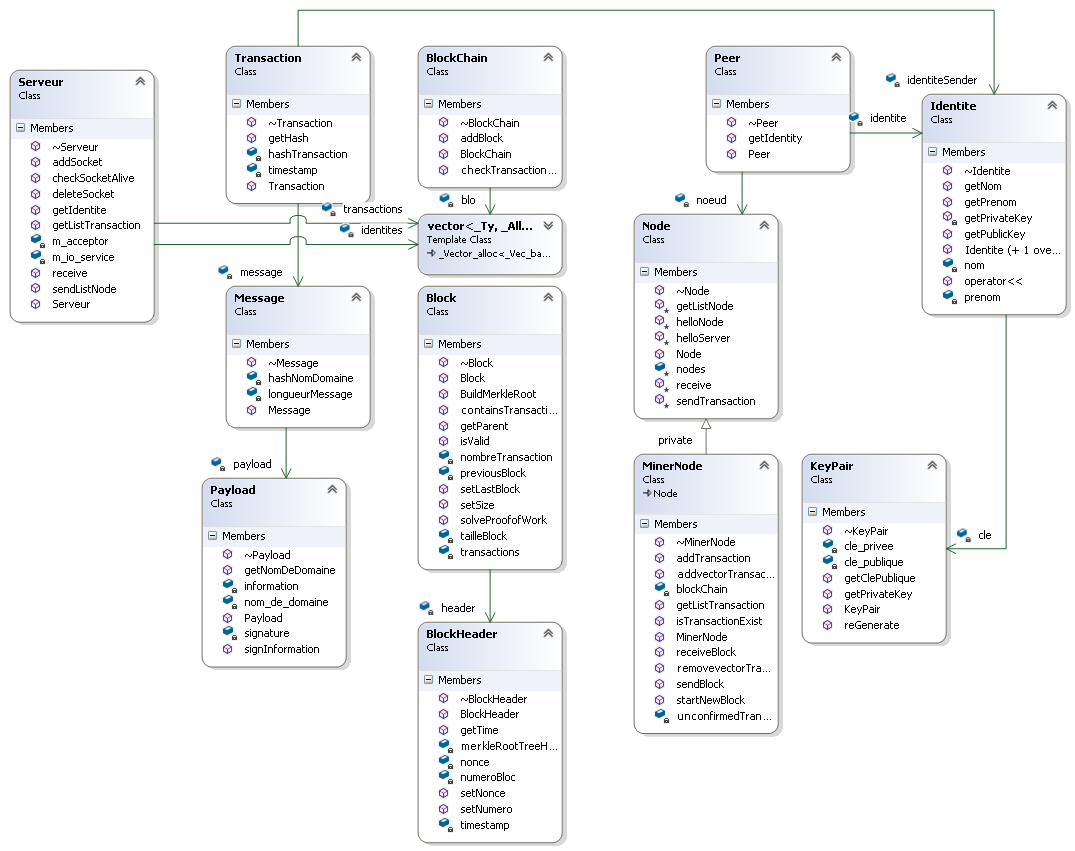 Serveur
Class
Members
~Serveur
addSocket
checkSocketAlive
deleteSocket
getIdentite
getListTransaction
m_acceptor
m_io_service
receive
sendListNode
Serveur
Transaction
Class
Members
~Transaction
getHash
hashTransaction
timestamp
Transaction
BlockChain
Class
Members
~BlockChain
addBlock
BlockChain
checkTransaction...
Peer
Class
Members
~Peer
getIdentity
Peer
identiteSender
identite
Identite
Class
Members
~Identite
getNom
getPrenom
getPrivateKey
getPublicKey
Identite (+ 1 ove...
nom
operator<<
prenom
blo
transactions
identites
vector<_Ty, _All...
Template Class
_Vector_alloc<_Vec_ba...
noeud
Node
Class
Members
~Node
getListNode
helloNode
helloServer
Node
nodes
receive
sendTransaction
message
Message
Class
Members
~Message
hashNomDomaine
longueurMessage
Message
Block
Class
Members
~Block
Block
BuildMerkleRoot
containsTransacti...
getParent
isValid
nombreTransaction
previousBlock
setLastBlock
setSize
solveProofofWork
tailleBlock
transactions
payload
Payload
Class
Members
~Payload
getNomDeDomaine
information
nom_de_domaine
Payload
signature
signInformation
header
BlockHeader
Class
Members
~BlockHeader
BlockHeader
getTime
merkleRootTreeH...
nonce
numeroBloc
setNonce
setNumero
timestamp
private
MinerNode
Class
Node
Members
~MinerNode
addTransaction
addvectorTransac...
blockChain
getListTransaction
isTransactionExist
MinerNode
receiveBlock
removevectorTra...
sendBlock
startNewBlock
unconfirmedTran...
cle
KeyPair
Class
Members
~KeyPair
cle_privee
cle_publique
getClePublique
getPrivateKey
KeyPair
reGenerate